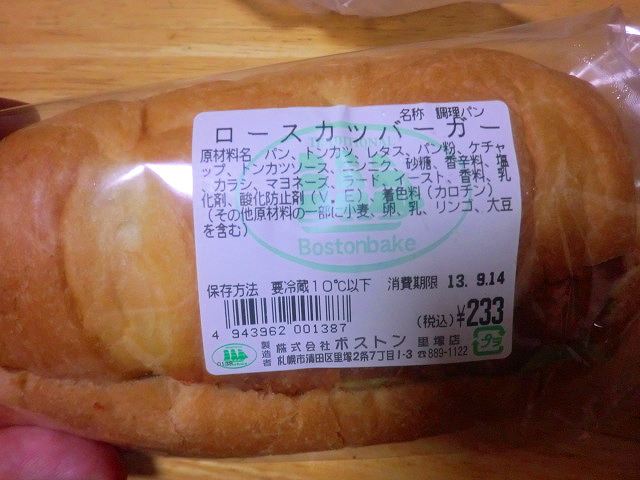 名称 調理パン
ロースカツバーガー
原材料名 パン、トンカツ、レタス、パン粉、ケチャ
ップ、トンカツソース、ニンニク、砂糖、香辛料、塩
、カラシ、マヨネーズ、ラード、イースト、香料、乳
化剤、酸化防止剤(V.E)、着色料(カロチン)
(その他原材料の一部に小麦、卵、乳、リンゴ、大豆
を含む)
Bostonbake
保存方法 要冷蔵10℃以下 消費期限 13. 9.14
4 943962 001387
(税込)¥233
製造者 株式会社ボストン 里塚店
札幌市清田区里塚2条7丁目1-3 ☎889-1122